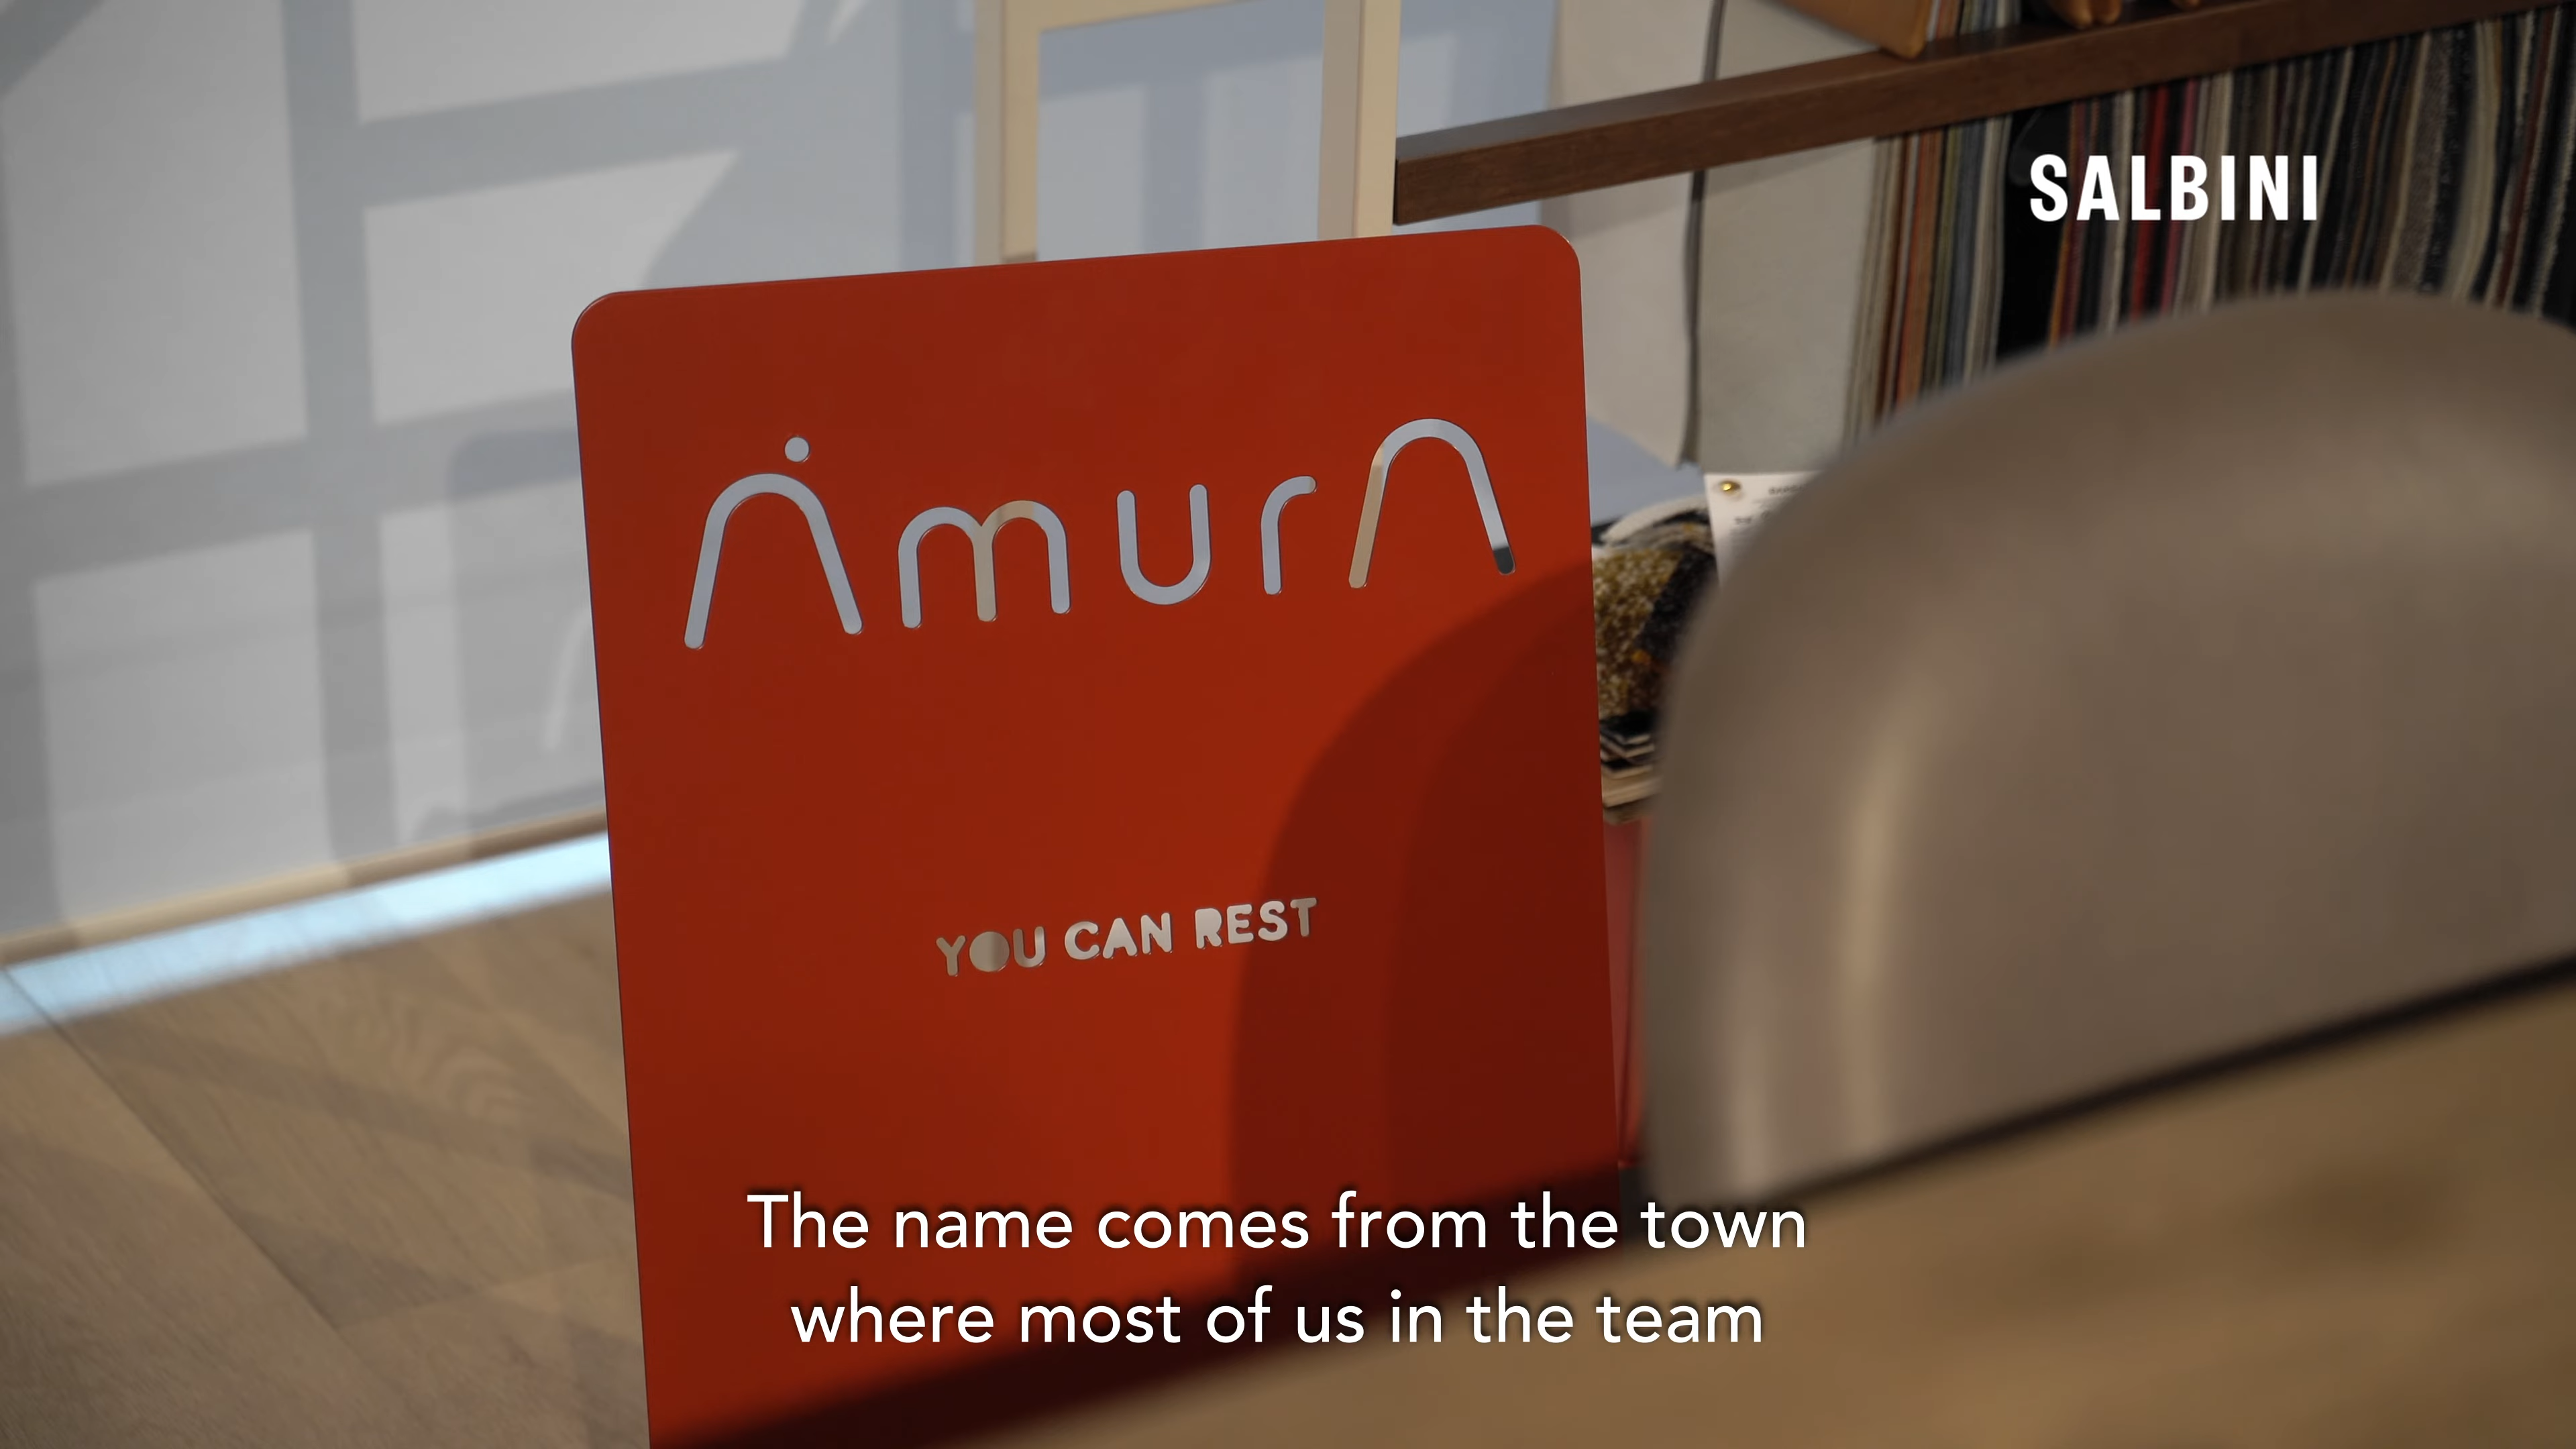 SALBINI
AmurA
YOU CAN REST
The name comes from the town
where most of us in the team